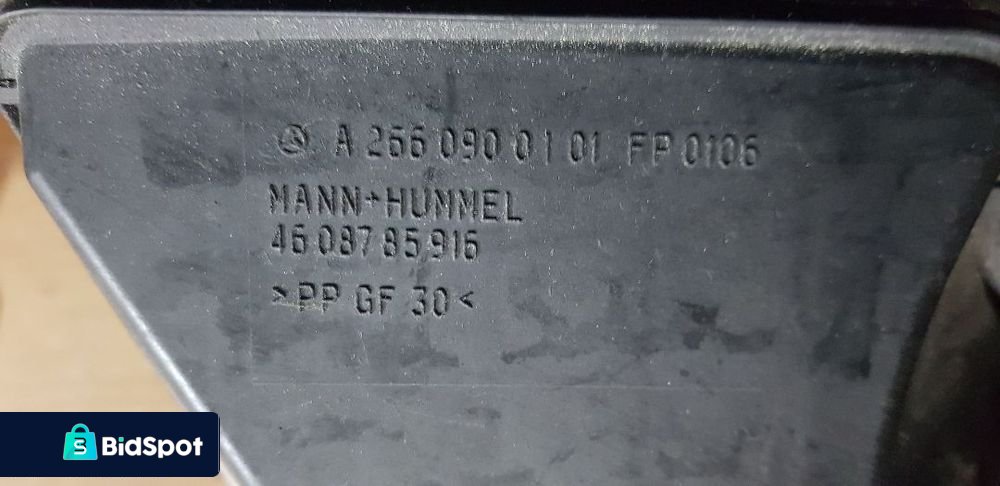 A 266 090 01 01 FP 0106
MANN+HUMMEL
46 087 85 916
>PP GF 30<
BidSpot